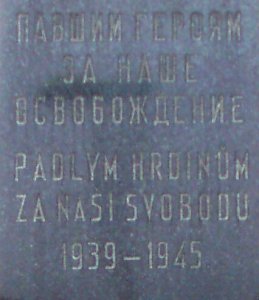 ПАВШИМ ГЕРОЯМ
ЗА НАШЕ
ОСВОБОЖДЕНИЕ
PADLÝM HRDINŮM
ZA NAŠI SVOBODU
1939-1945